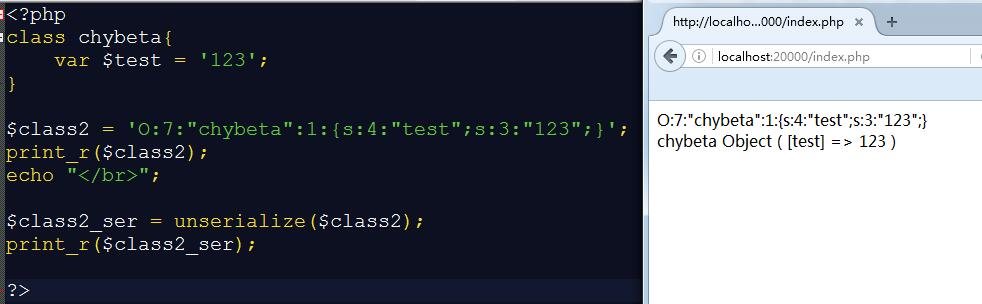 <?php
class chybeta{
    var $test = '123';
}
$class2 = 'O:7:"chybeta":1:{s:4:"test";s:3:"123";}';
print_r($class2);
echo "</br>";
$class2_ser = unserialize($class2);
print_r($class2_ser);
?>
http://localho...000/index.php
localhost:20000/index.php
O:7:"chybeta":1:{s:4:"test";s:3:"123";}
chybeta Object ( [test] => 123 )